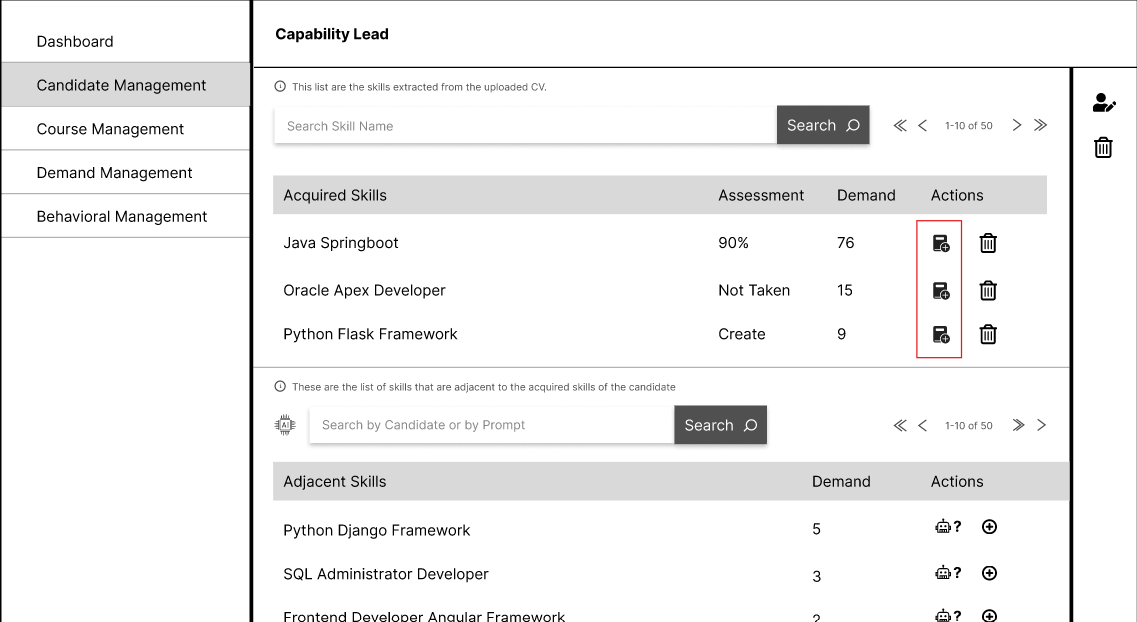 Capability Lead
Dashboard
Candidate Management
Course Management
Demand Management
Behavioral Management
This list are the skills extracted from the uploaded CV.
Search Skill Name
Search
1-10 of 50
Acquired Skills Assessment Demand Actions
Java Springboot 90% 76
Oracle Apex Developer Not Taken 15
Python Flask Framework Create 9
These are the list of skills that are adjacent to the acquired skills of the candidate
AI
Search by Candidate or by Prompt
Search
1-10 of 50
Adjacent Skills Demand Actions
Python Django Framework 5 ?
SQL Administrator Developer 3 ?
Frontend Developer Angular Framework 2 ?